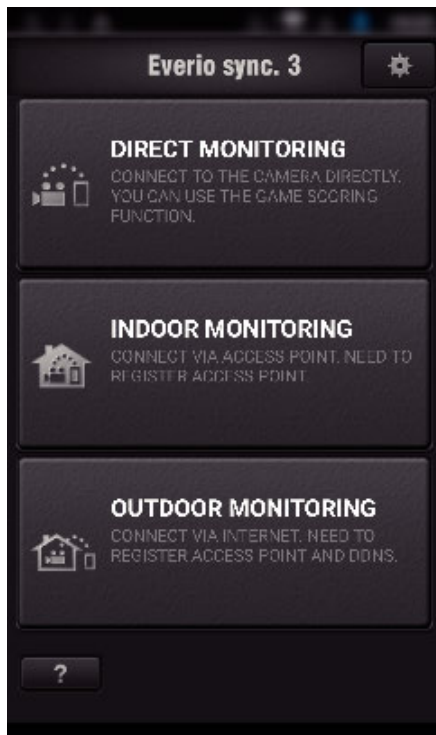 Everio sync. 3
DIRECT MONITORING
CONNECT TO THE CAMERA DIRECTLY.
YOU CAN USE THE GAME SCORING
FUNCTION.
INDOOR MONITORING
CONNECT VIA ACCESS POINT. NEED TO
REGISTER ACCESS POINT.
OUTDOOR MONITORING
CONNECT VIA INTERNET. NEED TO
REGISTER ACCESS POINT AND DDNS.
?